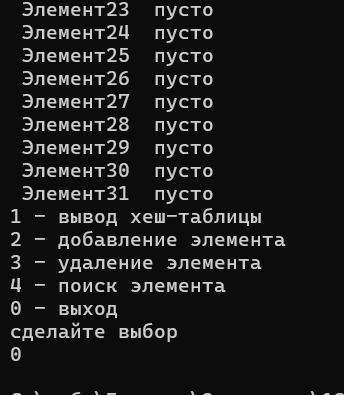 Элемент23 пусто
Элемент24 пусто
Элемент25 пусто
Элемент26 пусто
Элемент27 пусто
Элемент28 пусто
Элемент29 пусто
Элемент30 пусто
Элемент31 пусто
1 - вывод хеш-таблицы
2 - добавление элемента
3 - удаление элемента
4 - поиск элемента
0 - выход
сделайте выбор
0